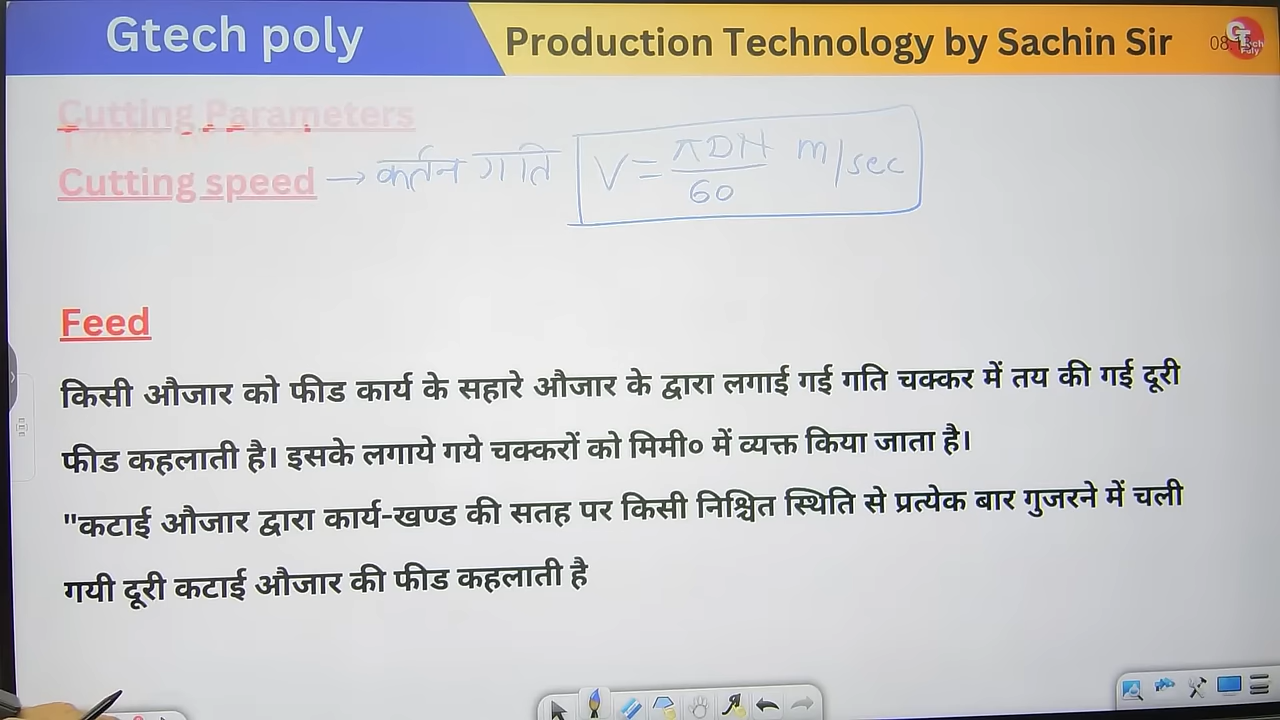 Gtech poly
Production Technology by Sachin Sir
Cutting Parameters
Cutting speed → कर्तन गति V = πDN/60 m/sec
Feed
किसी औजार को फीड कार्य के सहारे औजार के द्वारा लगाई गई गति चक्कर में तय की गई दूरी
फीड कहलाती है। इसके लगाये गये चक्करों को मिमी० में व्यक्त किया जाता है।
"कटाई औजार द्वारा कार्य-खण्ड की सतह पर किसी निश्चित स्थिति से प्रत्येक बार गुजरने में चली
गयी दूरी कटाई औजार की फीड कहलाती है